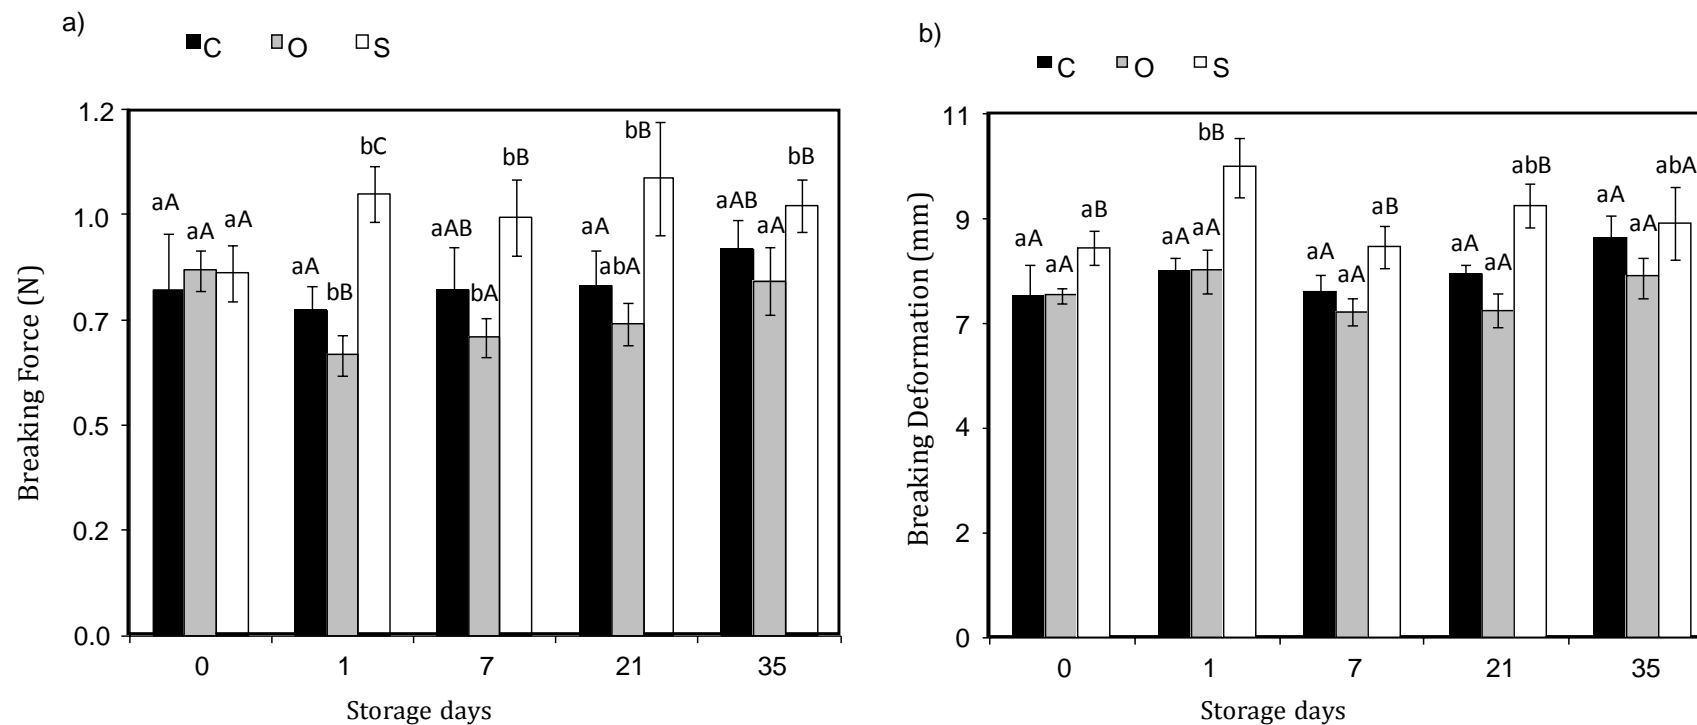 a)
C O S
1.2
1.0
0.7
0.5
0.2
0.0
Breaking Force (N)
aA aA aA
aA bB bC
aAB bA bB
aA abA bB
aAB aA bB
0 1 7 21 35
Storage days
b)
C O S
11
9
7
4
2
0
Breaking Deformation (mm)
aA aA aB
aA aA bB
aA aA aB
aA aA abB
aA aA abA
0 1 7 21 35
Storage days